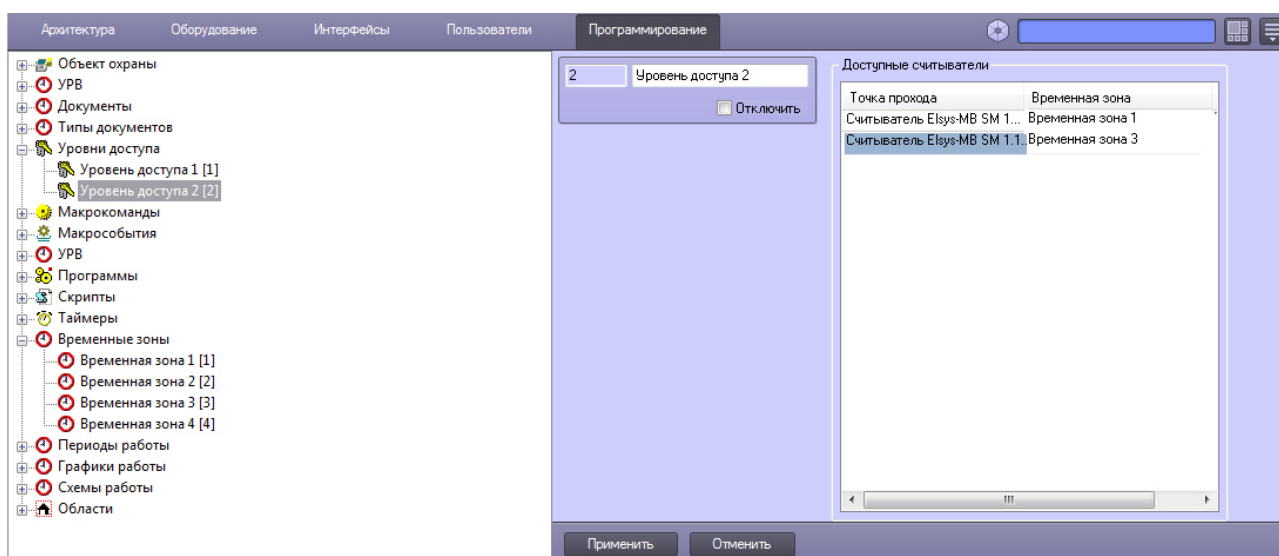 Архитектура Оборудование Интерфейсы Пользователи Программирование
Объект охраны
УРВ
Документы
Типы документов
Уровни доступа
Уровень доступа 1 [1]
Уровень доступа 2 [2]
Макрокоманды
Макрособытия
УРВ
Программы
Скрипты
Таймеры
Временные зоны
Временная зона 1 [1]
Временная зона 2 [2]
Временная зона 3 [3]
Временная зона 4 [4]
Периоды работы
Графики работы
Схемы работы
Области
2 Уровень доступа 2
Отключить
Доступные считыватели
Точка прохода Временная зона
Считыватель Elsys-MB SM 1... Временная зона 1
Считыватель Elsys-MB SM 1.1.. Временная зона 3
Применить Отменить